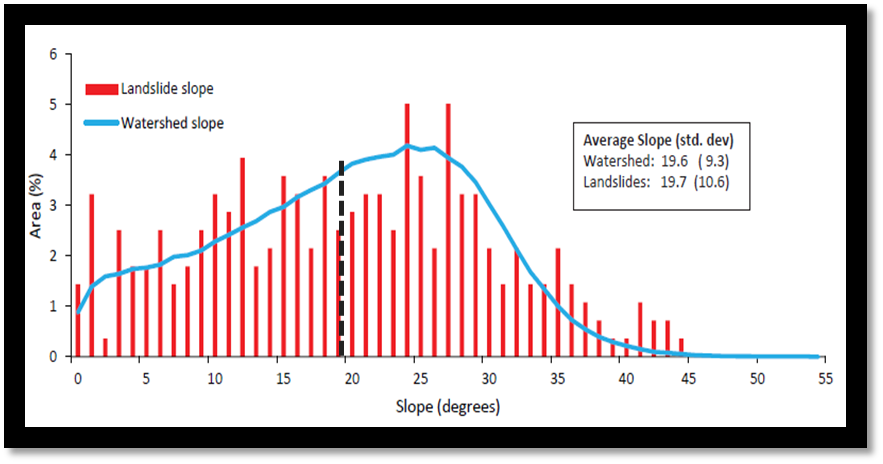 6
5
4
3
2
1
0
Area (%)
Landslide slope
Watershed slope
Average Slope (std. dev)
Watershed: 19.6 ( 9.3)
Landslides: 19.7 (10.6)
0 5 10 15 20 25 30 35 40 45 50 55
Slope (degrees)